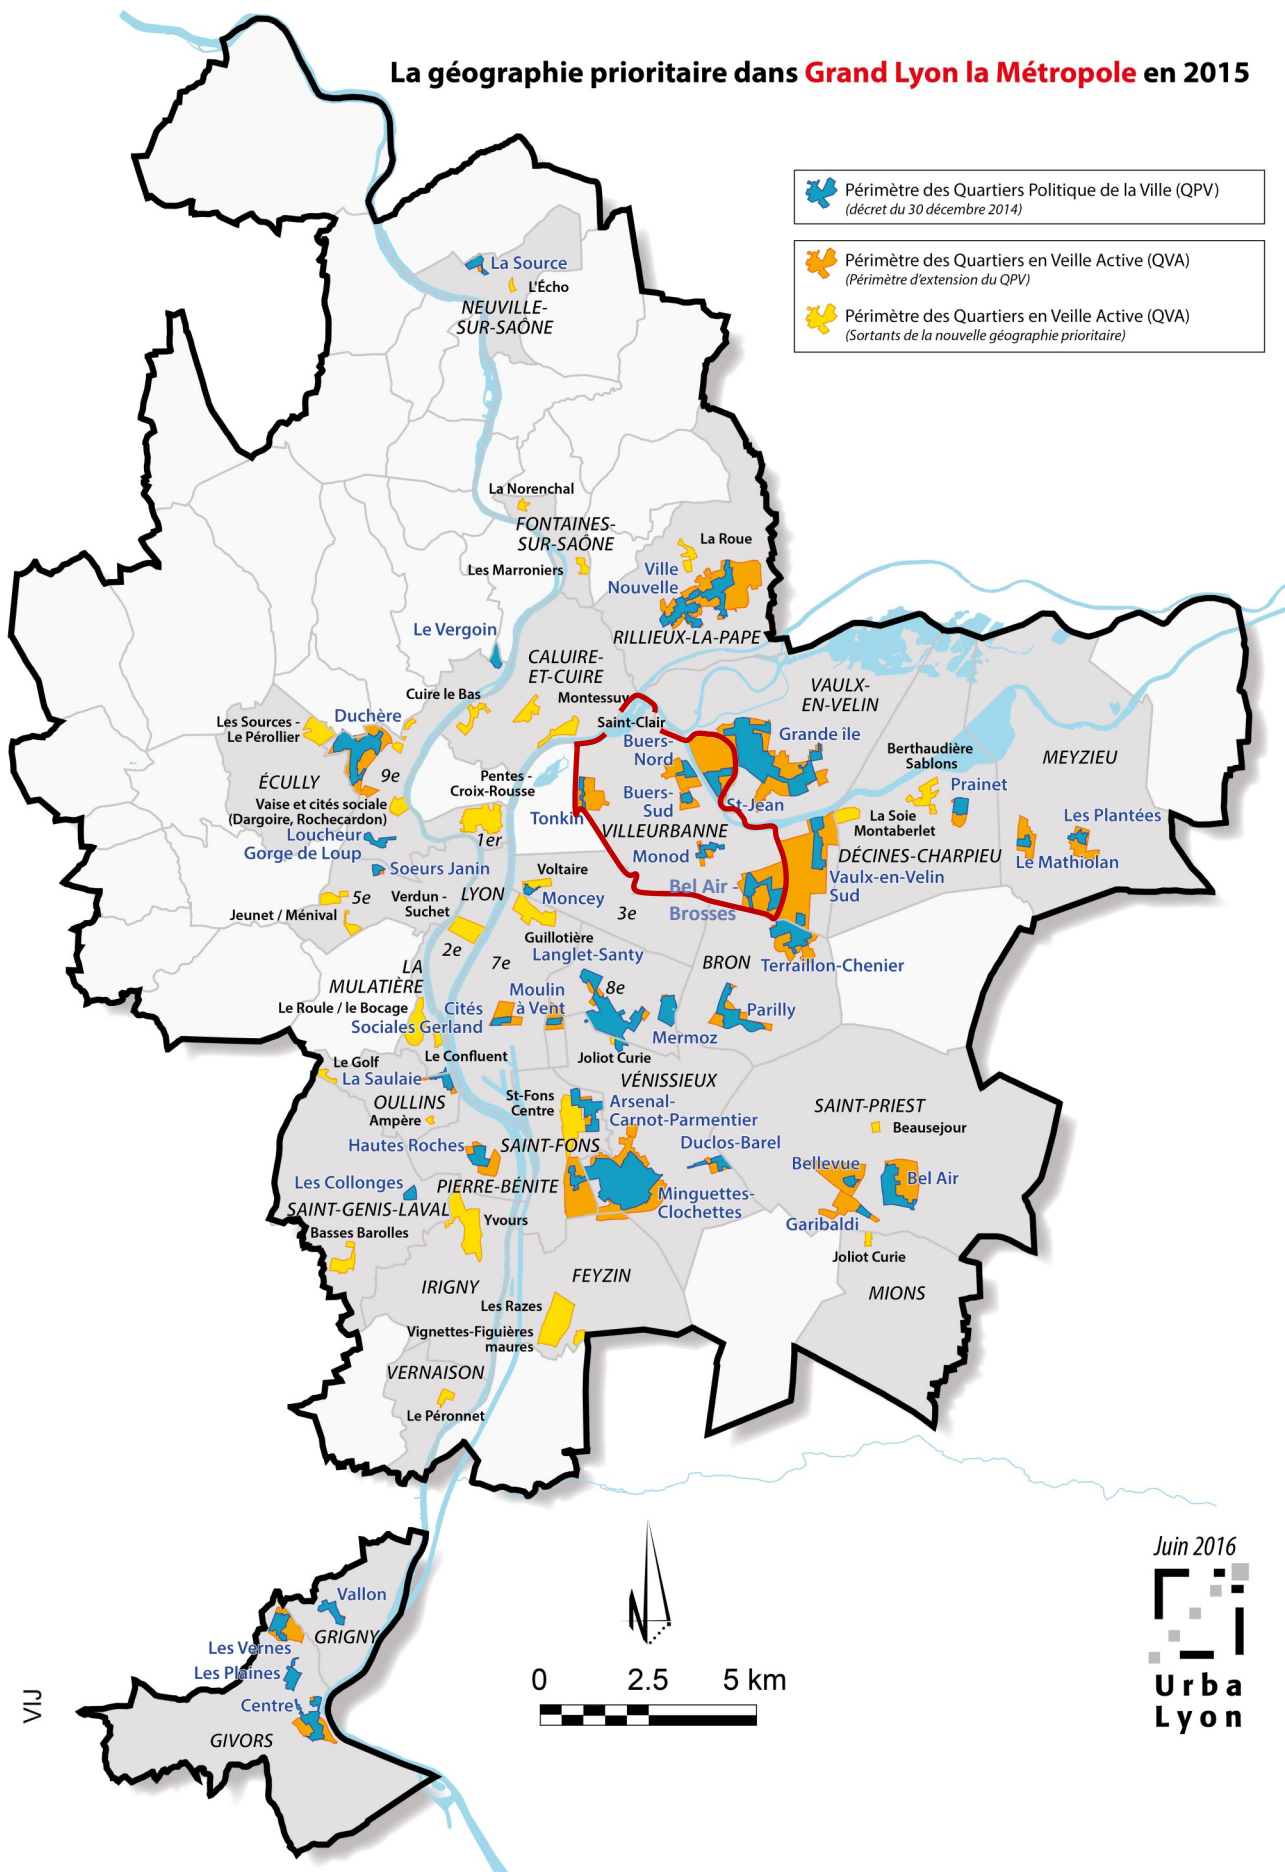 La géographie prioritaire dans Grand Lyon la Métropole en 2015
Périmètre des Quartiers Politique de la Ville (QPV)
(décret du 30 décembre 2014)
Périmètre des Quartiers en Veille Active (QVA)
(Périmètre d'extension du QPV)
Périmètre des Quartiers en Veille Active (QVA)
(Sortants de la nouvelle géographie prioritaire)
La Source
L'Écho
NEUVILLE-
SUR-SAÔNE
La Norenchal
FONTAINES-
SUR-SAÔNE
Les Marroniers
La Roue
Ville
Nouvelle
RILLIEUX-LA-PAPE
Le Vergoin
CALUIRE-
ET-CUIRE
Cuire le Bas
Montessuy
Saint-Clair
VAULX-
EN-VELIN
Les Sources -
Le Pérollier
Duchère
9e
ÉCULLY
Vaise et cités sociale
(Dargoire, Rochecardon)
Loucheur
Gorge de Loup
Pentes -
Croix-Rousse
1er
Buers-
Nord
Buers-
Sud
Grande île
St-Jean
Berthaudière
Sablons
MEYZIEU
Prainet
Tonkin
VILLEURBANNE
Monod
La Soie
Montaberlet
Les Plantées
Le Mathiolan
DÉCINES-CHARPIEU
Vaulx-en-Velin
Sud
Soeurs Janin
5e
Jeunet / Ménival
Verdun -
Suchet
LYON
Voltaire
Moncey
3e
Bel Air -
Brosses
Guillotière
2e
7e
Langlet-Santy
8e
BRON
Terraillon-Chenier
LA
MULATIÈRE
Le Roule / le Bocage
Cités
Sociales Gerland
Moulin
à Vent
Mermoz
Parilly
Le Golf
Le Confluent
La Saulaie
Joliot Curie
VÉNISSIEUX
OULLINS
Ampère
St-Fons
Centre
Arsenal-
Carnot-Parmentier
SAINT-PRIEST
Beausejour
Hautes Roches
SAINT-FONS
Duclos-Barel
Bellevue
Bel Air
Les Collonges
PIERRE-BÉNITE
Minguettes-
Clochettes
SAINT-GENIS-LAVAL
Yvours
Garibaldi
Basses Barolles
Joliot Curie
IRIGNY
FEYZIN
MIONS
Les Razes
Vignettes-Figuières
maures
VERNAISON
Le Péronnet
Vallon
GRIGNY
Les Vernes
Les Plaines
Centre
GIVORS
VIJ
N
0 2.5 5 km
Juin 2016
Urba
Lyon